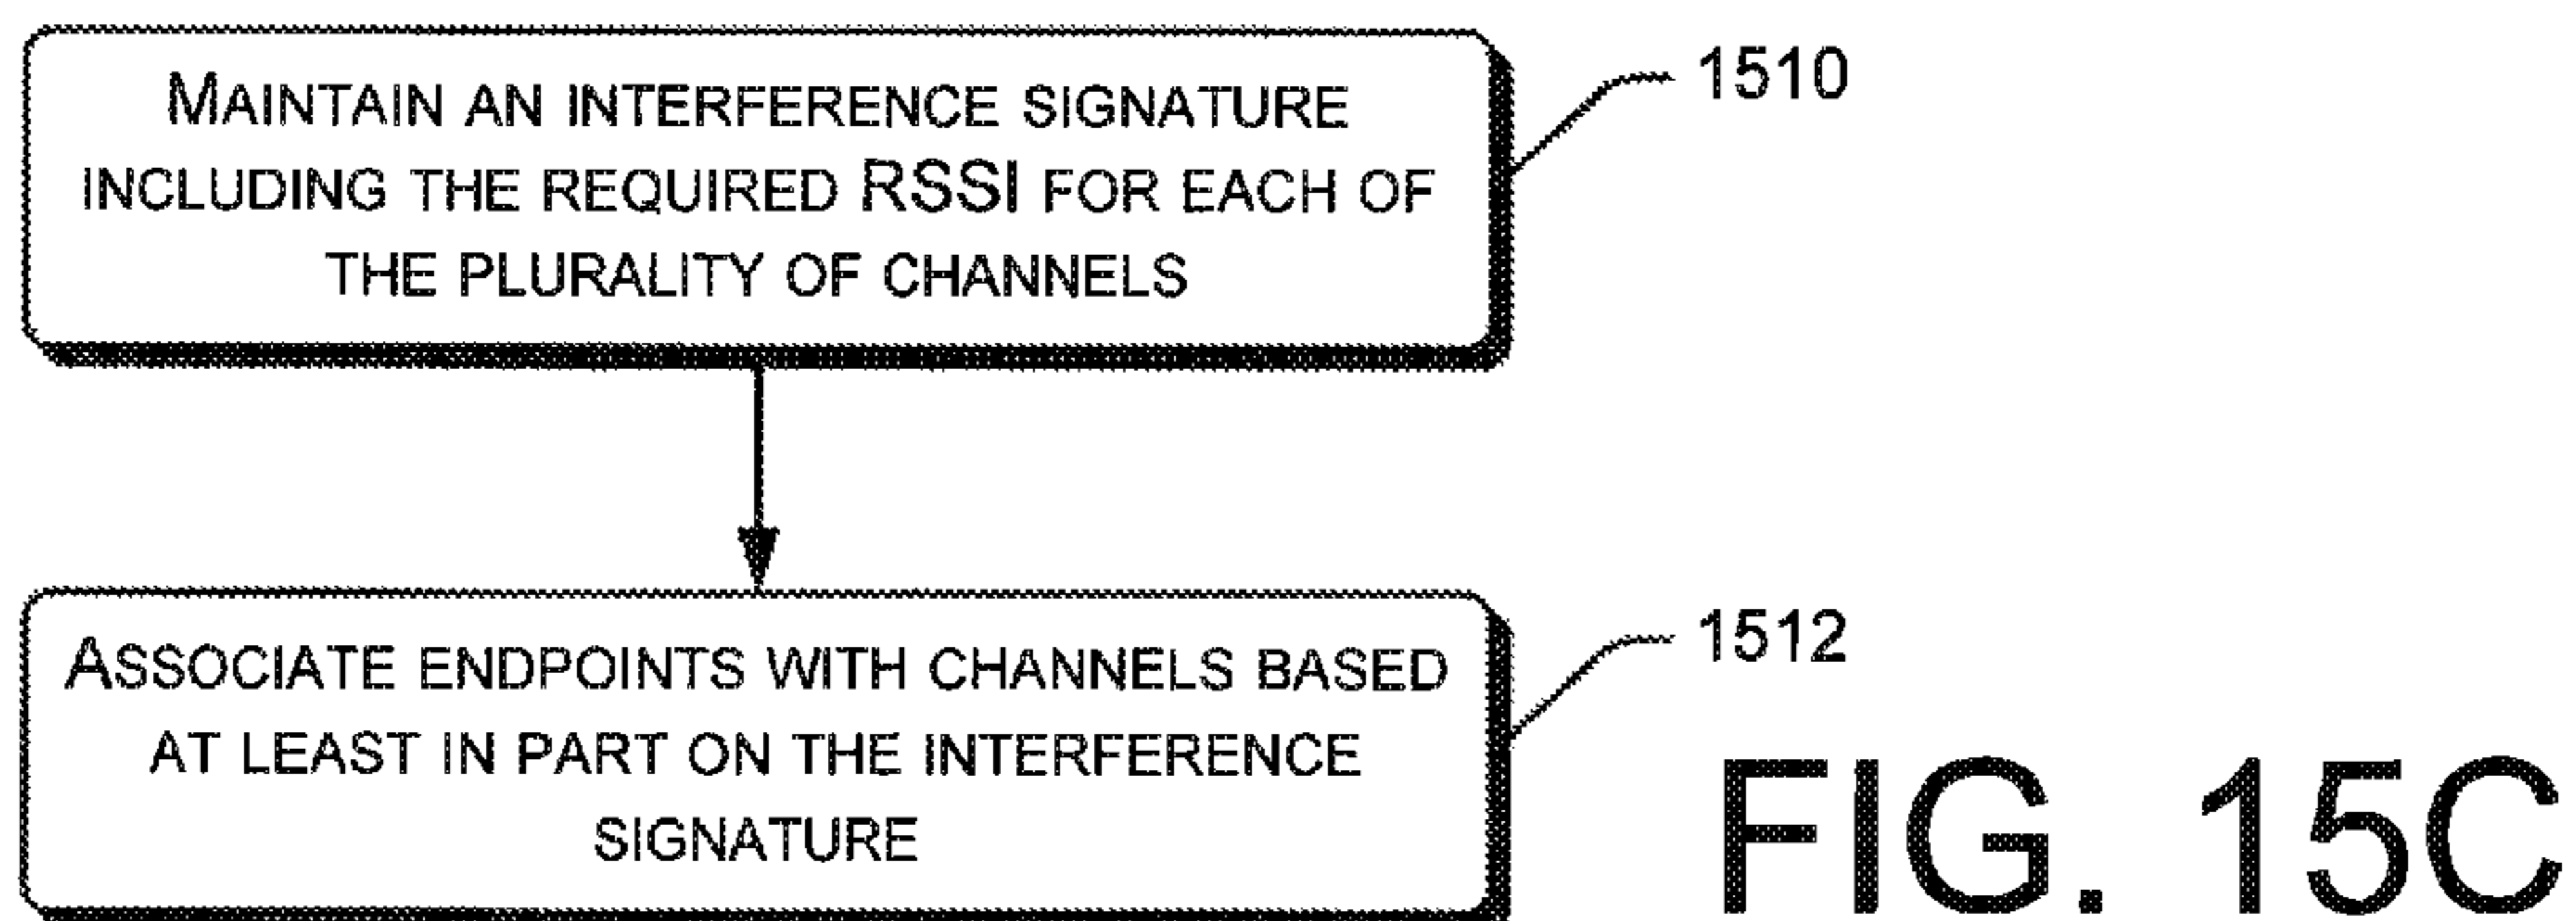 MAINTAIN AN INTERFERENCE SIGNATURE
INCLUDING THE REQUIRED RSSI FOR EACH OF
THE PLURALITY OF CHANNELS
1510
ASSOCIATE ENDPOINTS WITH CHANNELS BASED
AT LEAST IN PART ON THE INTERFERENCE
SIGNATURE
1512
FIG. 15C